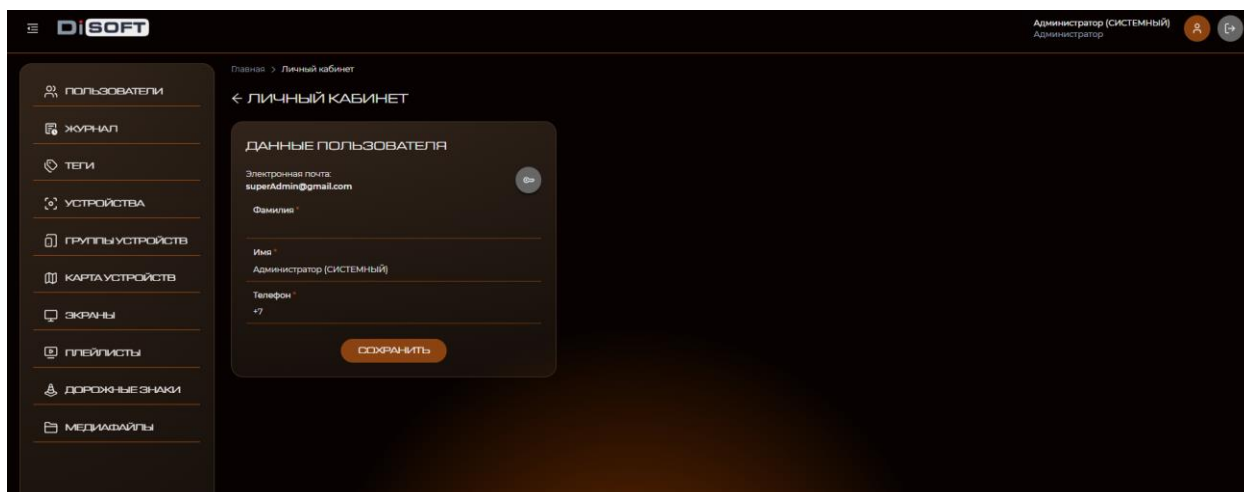 DiSOFT
Администратор (СИСТЕМНЫЙ)
Администратор
ПОЛЬЗОВАТЕЛИ
ЖУРНАЛ
ТЕГИ
УСТРОЙСТВА
ГРУППЫ УСТРОЙСТВ
КАРТА УСТРОЙСТВ
ЭКРАНЫ
ПЛЕЙЛИСТЫ
ДОРОЖНЫЕ ЗНАКИ
МЕДИАФАЙЛЫ
Главная > Личный кабинет
← ЛИЧНЫЙ КАБИНЕТ
ДАННЫЕ ПОЛЬЗОВАТЕЛЯ
Электронная почта:
superAdmin@gmail.com
Фамилия *
Имя *
Администратор (СИСТЕМНЫЙ)
Телефон *
+7
СОХРАНИТЬ